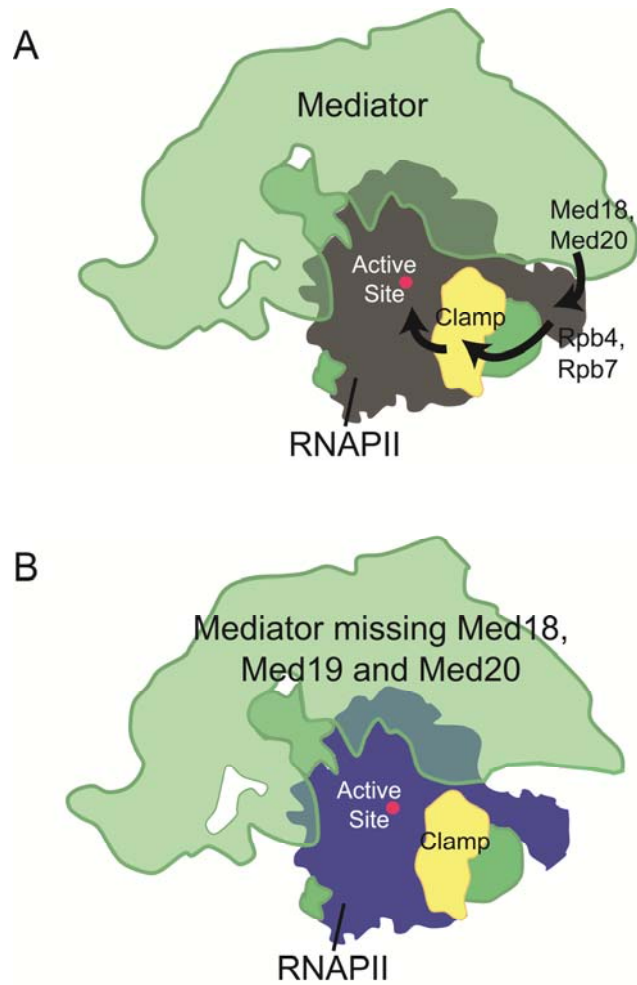 A
Mediator
Med18,
Med20
Active
Site
Clamp
Rpb4,
Rpb7
RNAPII
B
Mediator missing Med18,
Med19 and Med20
Active
Site
Clamp
RNAPII